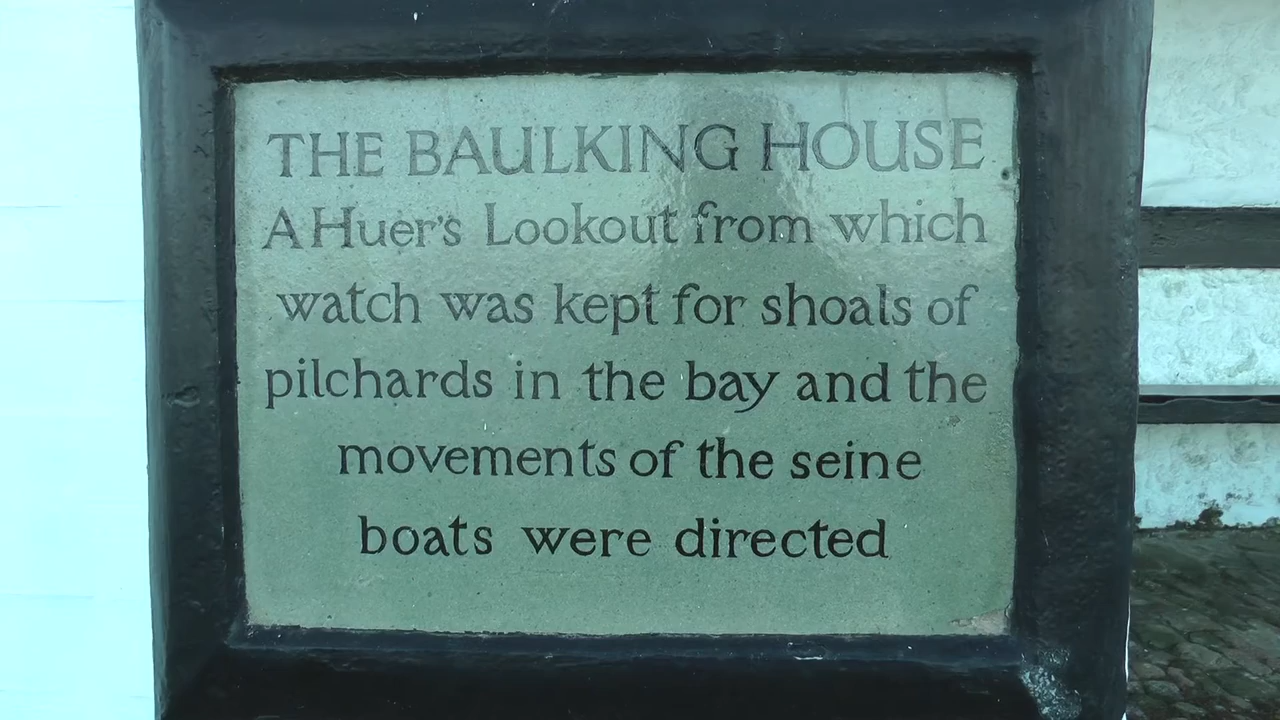 THE BAULKING HOUSE
A Huer's Lookout from which
watch was kept for shoals of
pilchards in the bay and the
movements of the seine
boats were directed